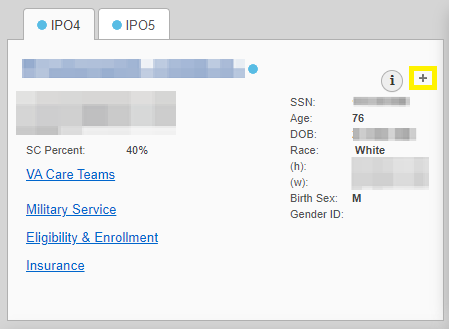 IPO4 IPO5
i +
SSN:
Age: 76
DOB:
SC Percent: 40% Race: White
VA Care Teams (h):
(w):
Military Service Birth Sex: M
Gender ID:
Eligibility & Enrollment
Insurance